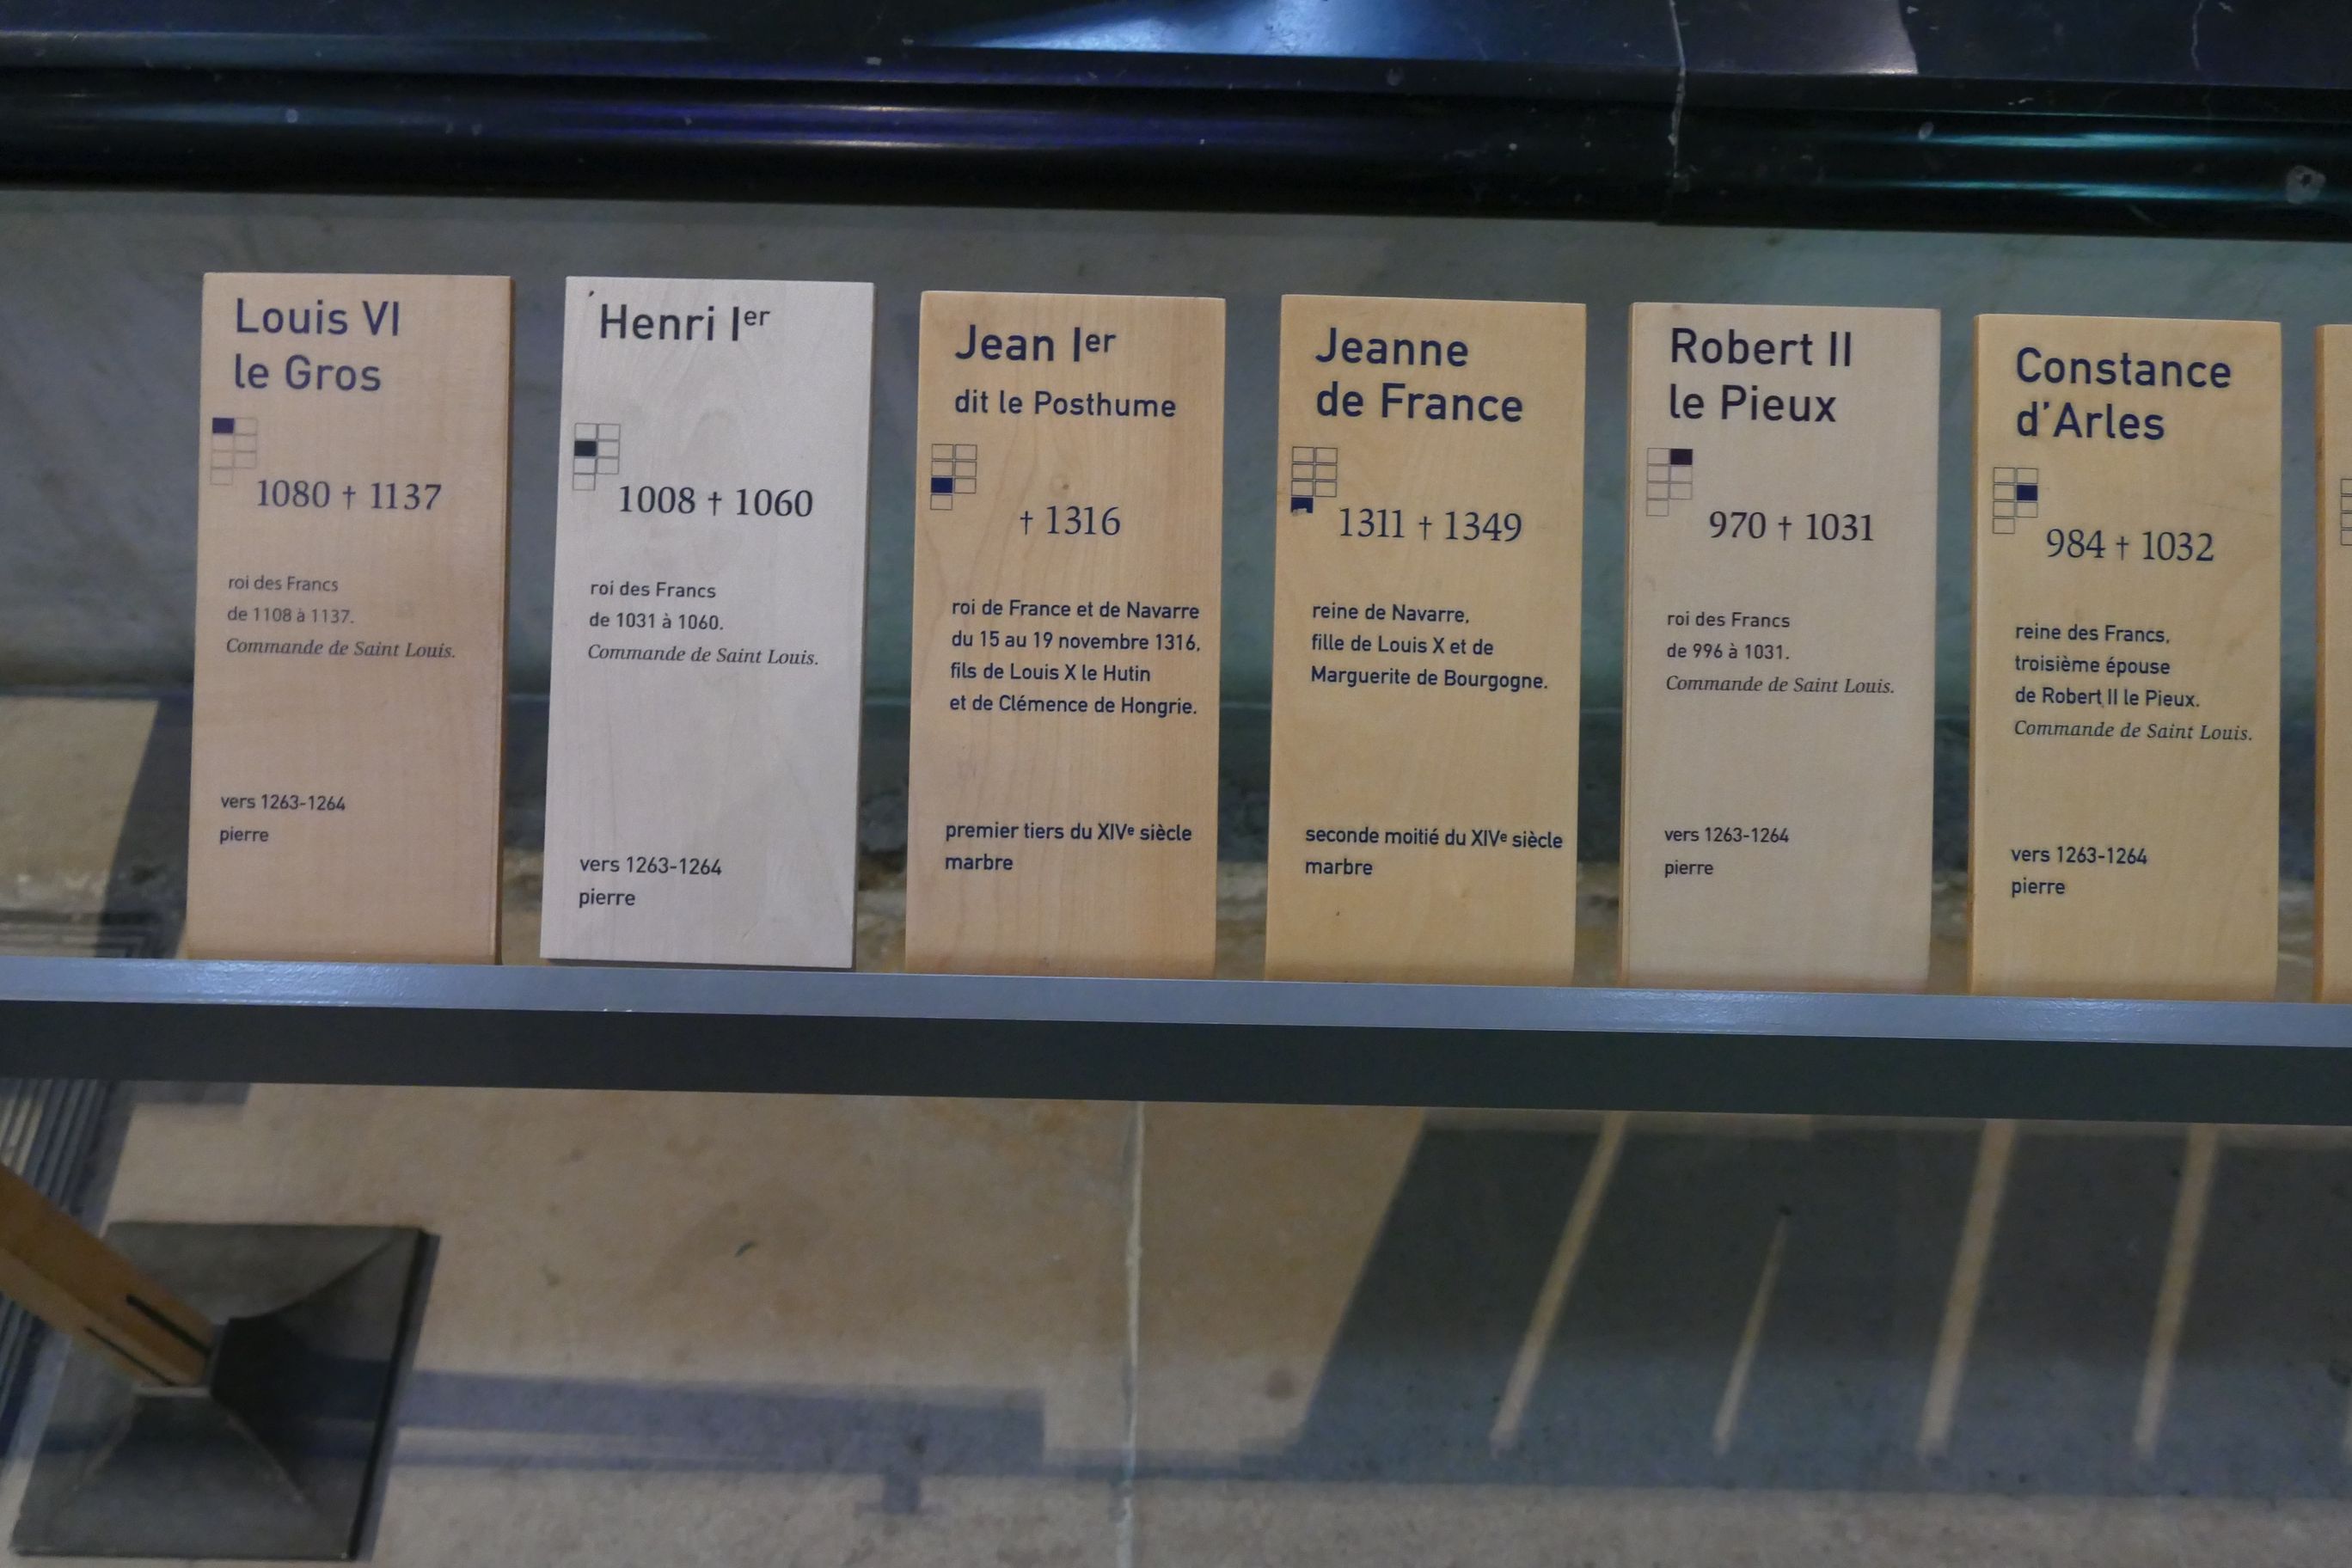 Louis VI
le Gros
1080 † 1137
roi des Francs
de 1108 à 1137.
Commande de Saint Louis.
vers 1263-1264
pierre
Henri Ier
1008 † 1060
roi des Francs
de 1031 à 1060.
Commande de Saint Louis.
vers 1263-1264
pierre
Jean Ier
dit le Posthume
† 1316
roi de France et de Navarre
du 15 au 19 novembre 1316,
fils de Louis X le Hutin
et de Clémence de Hongrie.
premier tiers du XIVe siècle
marbre
Jeanne
de France
1311 † 1349
reine de Navarre,
fille de Louis X et de
Marguerite de Bourgogne.
seconde moitié du XIVe siècle
marbre
Robert II
le Pieux
970 † 1031
roi des Francs
de 996 à 1031.
Commande de Saint Louis.
vers 1263-1264
pierre
Constance
d'Arles
984 † 1032
reine des Francs,
troisième épouse
de Robert II le Pieux.
Commande de Saint Louis.
vers 1263-1264
pierre